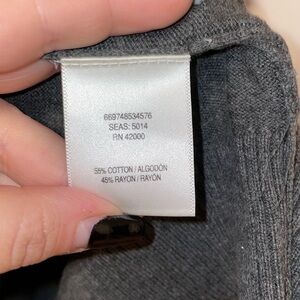 669748534576
SEAS: 5014
RN 42000
55% COTTON / ALGODÓN
45% RAYON / RAYÓN